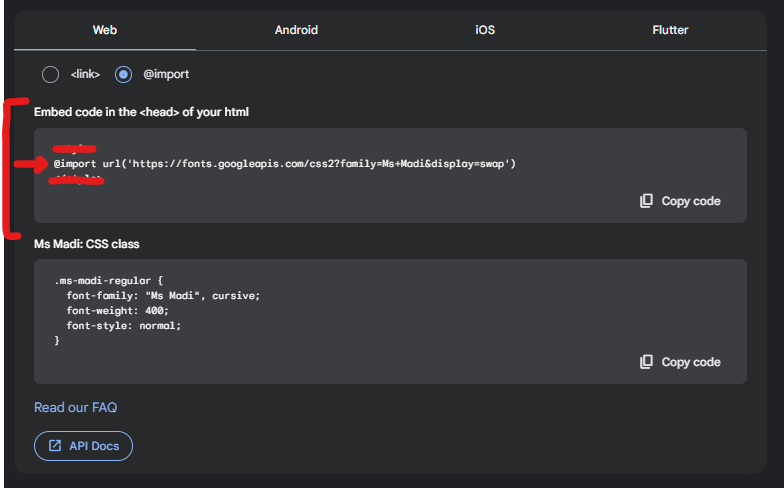 Web Android iOS Flutter
<link> @import
Embed code in the <head> of your html
@import url('https://fonts.googleapis.com/css2?family=Ms+Madi&display=swap')
Copy code
Ms Madi: CSS class
.ms-madi-regular {
font-family: "Ms Madi", cursive;
font-weight: 400;
font-style: normal;
}
Copy code
Read our FAQ
API Docs